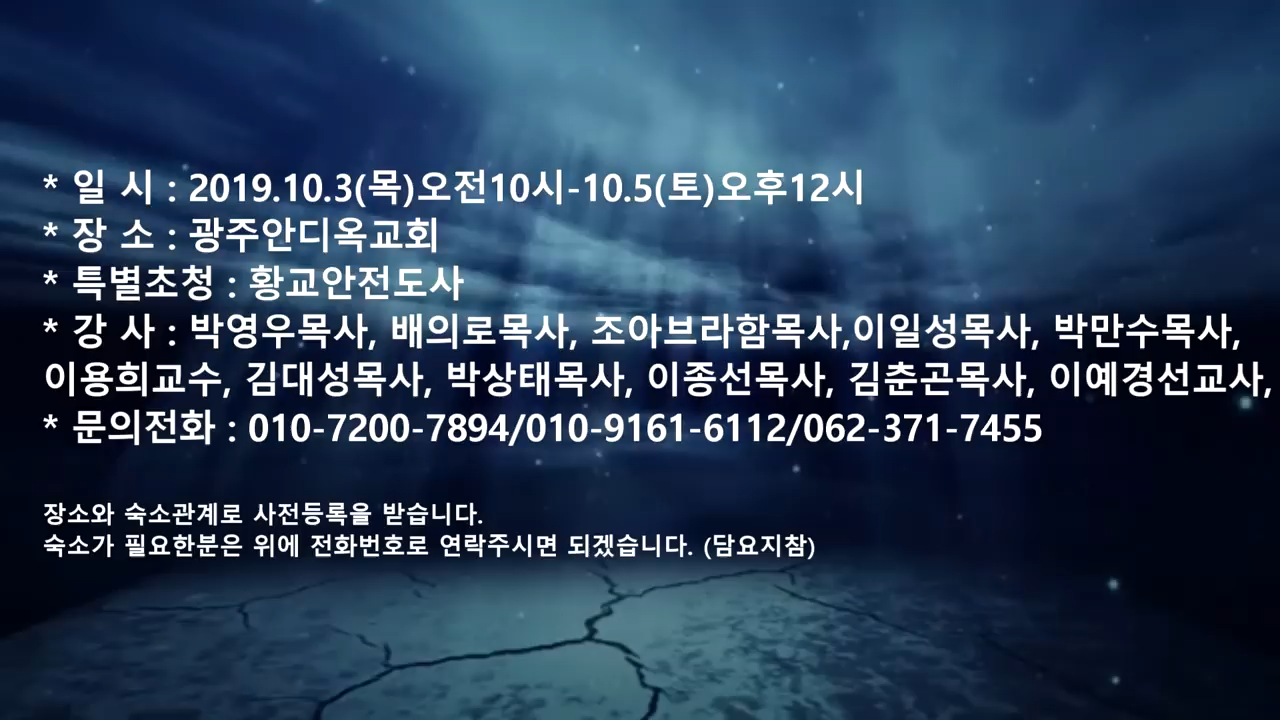 * 일 시 : 2019.10.3(목)오전10시-10.5(토)오후12시
* 장 소 : 광주안디옥교회
* 특별초청 : 황교안전도사
* 강 사 : 박영우목사, 배의로목사, 조아브라함목사,이일성목사, 박만수목사,
이용희교수, 김대성목사, 박상태목사, 이종선목사, 김춘곤목사, 이예경선교사,
* 문의전화 : 010-7200-7894/010-9161-6112/062-371-7455
장소와 숙소관계로 사전등록을 받습니다.
숙소가 필요한분은 위에 전화번호로 연락주시면 되겠습니다. (담요지참)